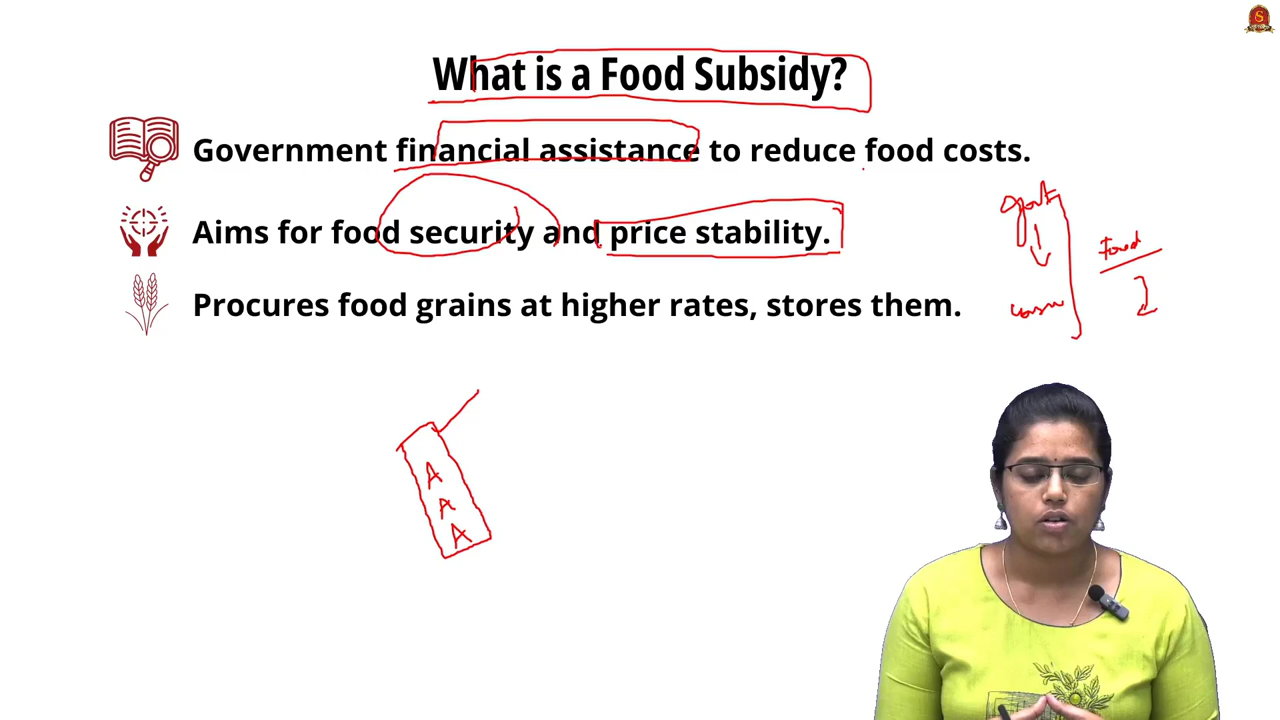 What is a Food Subsidy?
Government financial assistance to reduce food costs.
Aims for food security and price stability.
Procures food grains at higher rates, stores them.
Govt
Food
A
A
A
S